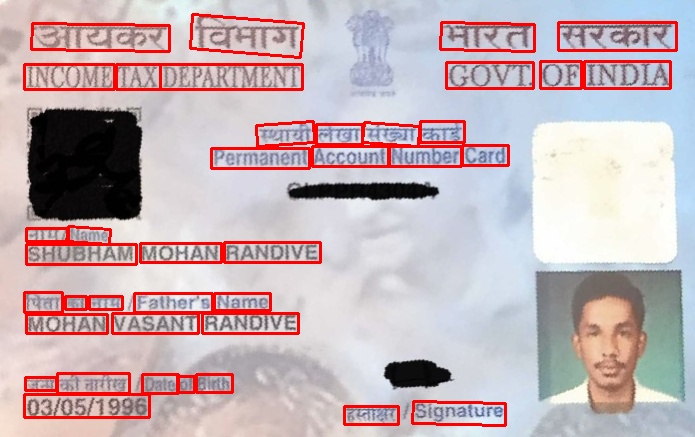 आयकर विभाग
भारत सरकार
INCOME TAX DEPARTMENT
GOVT. OF INDIA
स्थायी लेखा संख्या कार्ड
Permanent Account Number Card
नाम / Name
SHUBHAM MOHAN RANDIVE
पिता का नाम / Father's Name
MOHAN VASANT RANDIVE
जन्म की तारीख / Date of Birth
03/05/1996
हस्ताक्षर / Signature